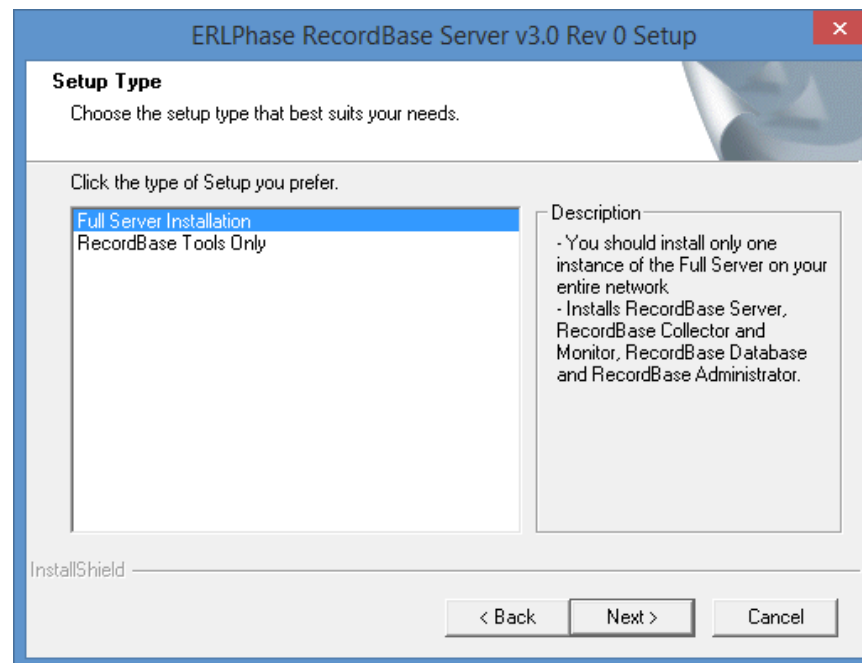 ERLPhase RecordBase Server v3.0 Rev 0 Setup
Setup Type
Choose the setup type that best suits your needs.
Click the type of Setup you prefer.
Full Server Installation
RecordBase Tools Only
Description
- You should install only one
instance of the Full Server on your
entire network
- Installs RecordBase Server,
RecordBase Collector and
Monitor, RecordBase Database
and RecordBase Administrator.
InstallShield
< Back
Next >
Cancel